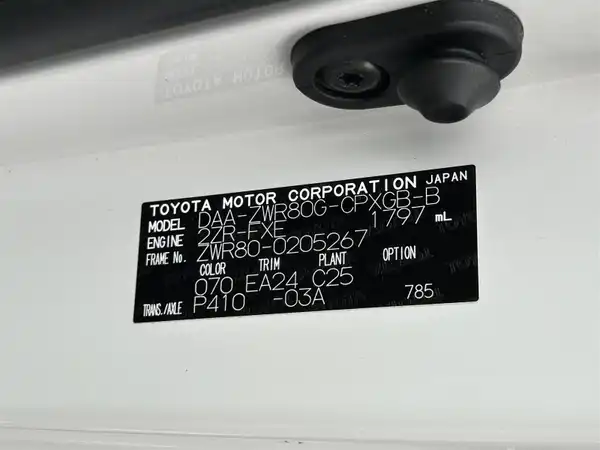 TOYOTA MOTOR CORPORATION JAPAN
MODEL DAA-ZWR80G-CPXGB-B
ENGINE 2ZR-FXE 1797 mL
FRAME No. ZWR80-0205267
COLOR TRIM PLANT OPTION
070 EA24 C25
TRANS./AXLE P410 -03A 785